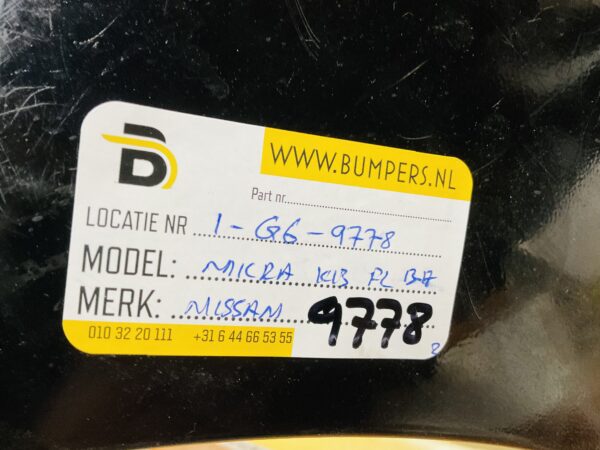 B
WWW.BUMPERS.NL
Part nr.
LOCATIE NR 1-G6-9778
MODEL: MICRA K13 FL
MERK: NISSAN 9778
010 32 20 111 +31 6 44 66 53 55